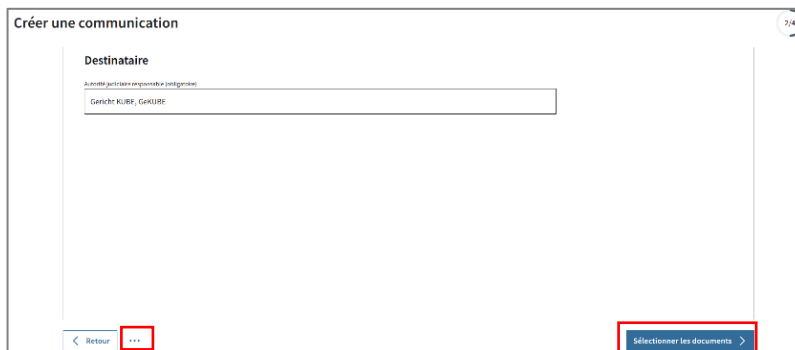 Créer une communication
2/4
Destinataire
Autorité judiciaire responsable (obligatoire)
Gericht KUBE, GeKUBE
Retour
...
Sélectionner les documents